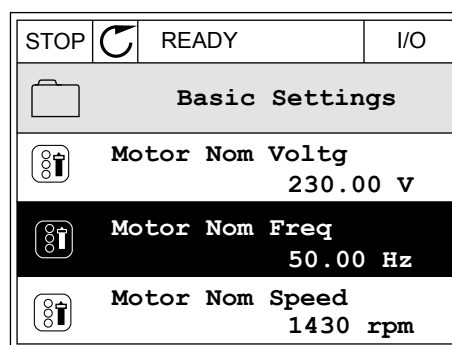 STOP READY I/O
Basic Settings
Motor Nom Voltg
230.00 V
Motor Nom Freq
50.00 Hz
Motor Nom Speed
1430 rpm